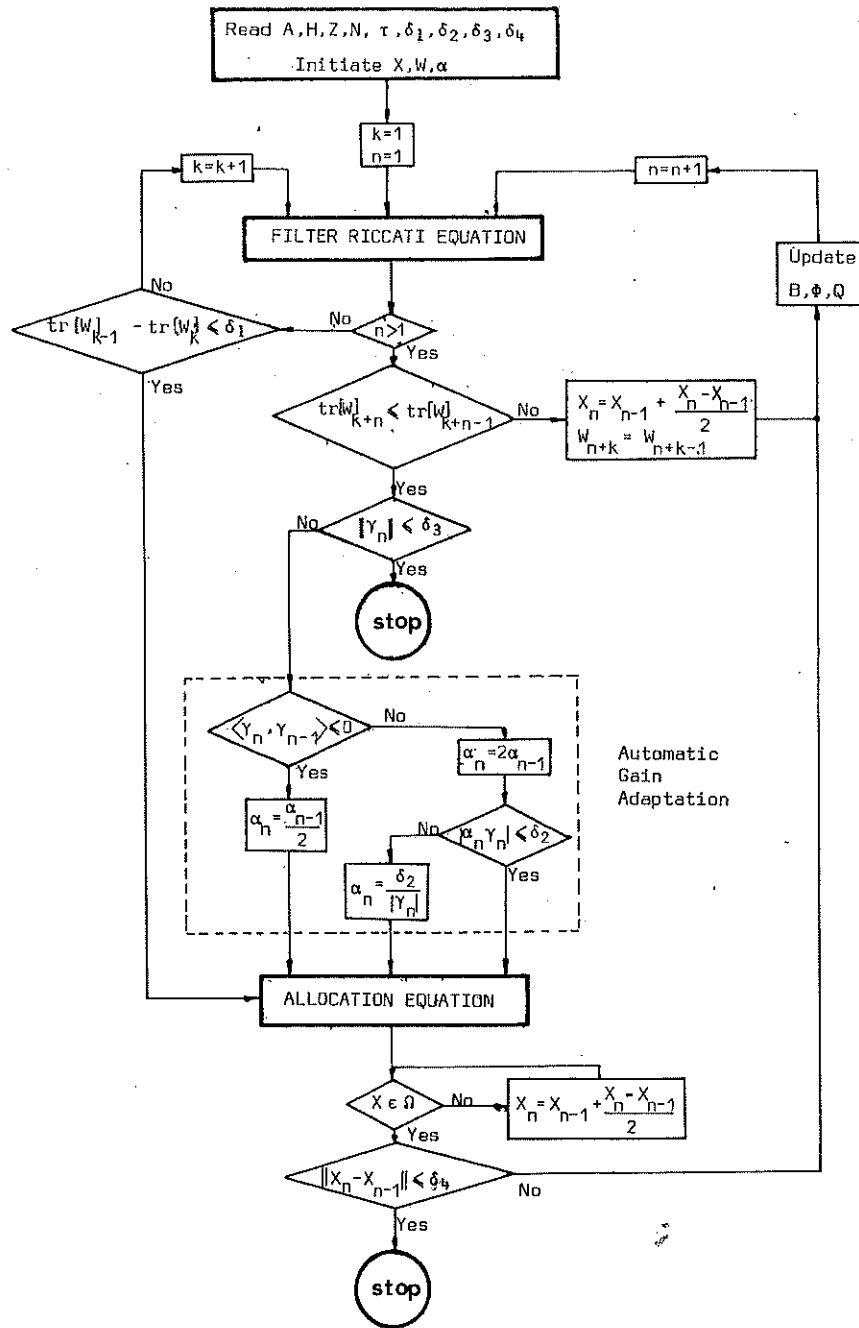 Read A,H,Z,N, τ,δ₁,δ₂,δ₃,δ₄
Initiate X,W,α
k=1
n=1
k=k+1
n=n+1
FILTER RICCATI EQUATION
Update
B,Φ,Q
No
tr[W]ₖ₋₁ - tr[W]ₖ ≤ δ₁
Yes
No
n>1
Yes
tr[W]ₖ₊ₙ ≤ tr[W]ₖ₊ₙ₋₁
No
Xₙ = Xₙ₋₁ + (Xₙ - Xₙ₋₁)/2
Wₙ₊ₖ = Wₙ₊ₖ₋₁
Yes
No
|γₙ| ≤ δ₃
Yes
stop
⟨γₙ, γₙ₋₁⟩ ≤ 0
No
Yes
αₙ = 2αₙ₋₁
αₙ = αₙ₋₁/2
No
|αₙγₙ| ≤ δ₂
Yes
αₙ = δ₂/|γₙ|
Automatic
Gain
Adaptation
ALLOCATION EQUATION
X ϵ Ω
No
Xₙ = Xₙ₋₁ + (Xₙ - Xₙ₋₁)/2
Yes
‖Xₙ - Xₙ₋₁‖ ≤ δ₄
No
Yes
stop